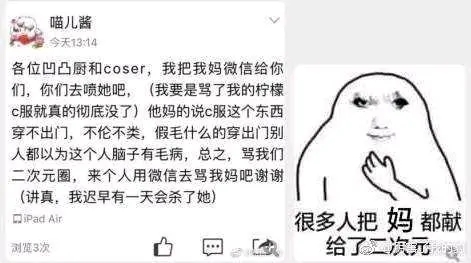 喵儿酱
今天13:14
各位凹凸厨和coser，我把我妈微信给你
们，你们去喷她吧，（我要是骂了我的柠檬
c服就真的彻底没了）他妈的说c服这个东西
穿不出门，不伦不类，假毛什么的穿出门别
人都以为这个人脑子有毛病，总之，骂我们
二次元圈，来个人用微信去骂我妈吧谢谢
（讲真，我迟早有一天会杀了她）
iPad Air
浏览3次
很多人把 妈 都献
给了二次元